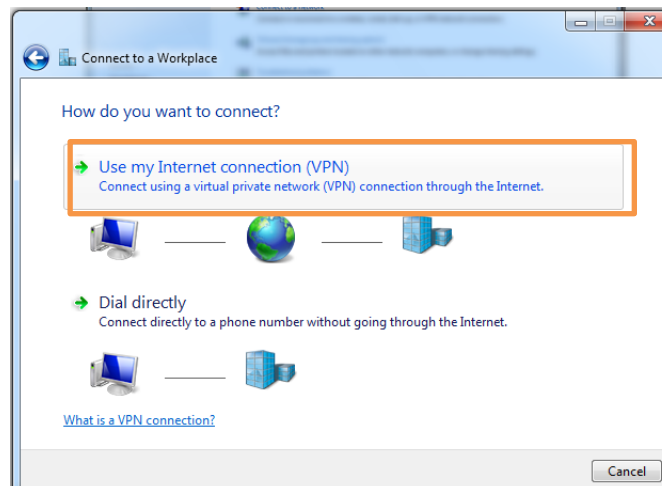 Connect to a Workplace
How do you want to connect?
Use my Internet connection (VPN)
Connect using a virtual private network (VPN) connection through the Internet.
Dial directly
Connect directly to a phone number without going through the Internet.
What is a VPN connection?
Cancel